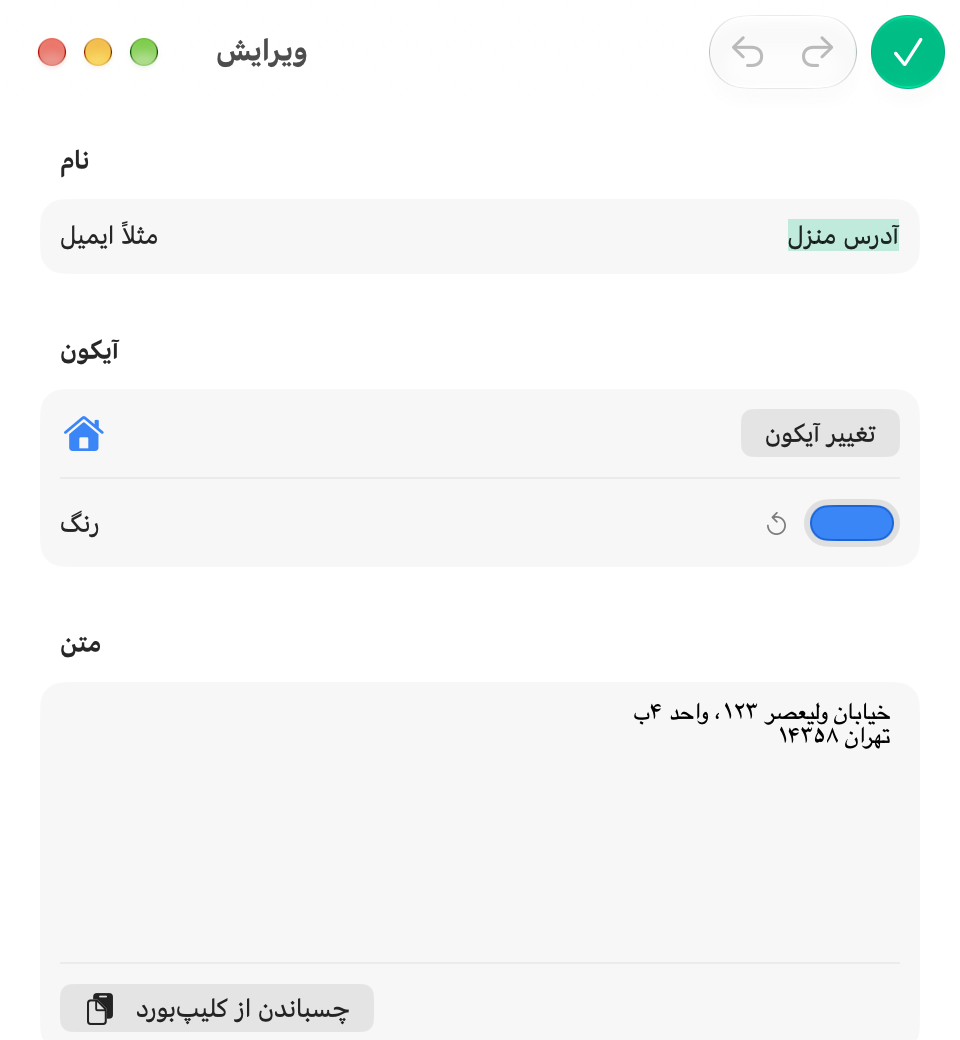 ویرایش
نام
مثلاً ایمیل
آدرس منزل
آیکون
تغییر آیکون
رنگ
متن
خیابان ولیعصر ۱۲۳، واحد ۴ب
تهران ۱۴۳۵۸
چسباندن از کلیپ‌بورد